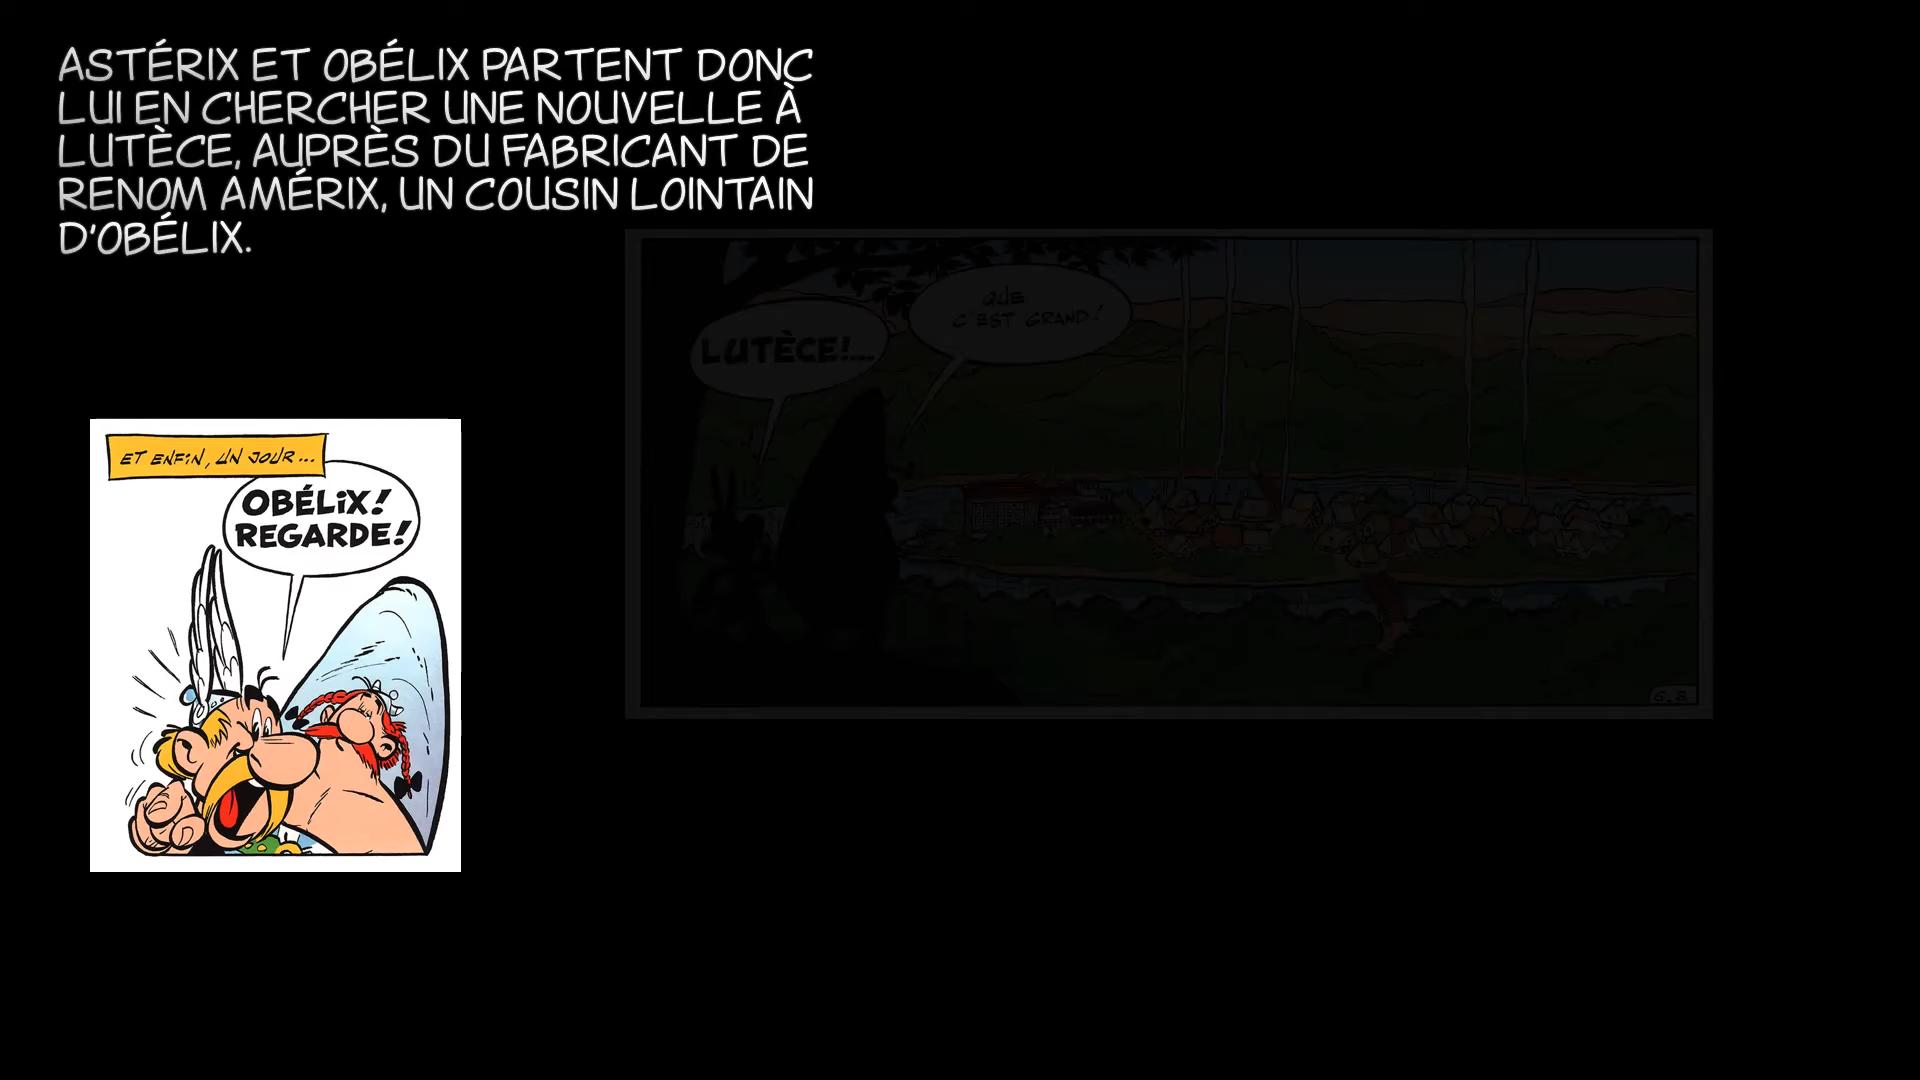 ASTÉRIX ET OBÉLIX PARTENT DONC
LUI EN CHERCHER UNE NOUVELLE À
LUTÈCE, AUPRÈS DU FABRICANT DE
RENOM AMÉRIX, UN COUSIN LOINTAIN
D'OBÉLIX.
ET ENFIN, UN JOUR...
OBÉLIX!
REGARDE!
LUTÈCE!...
QUE
C'EST GRAND!